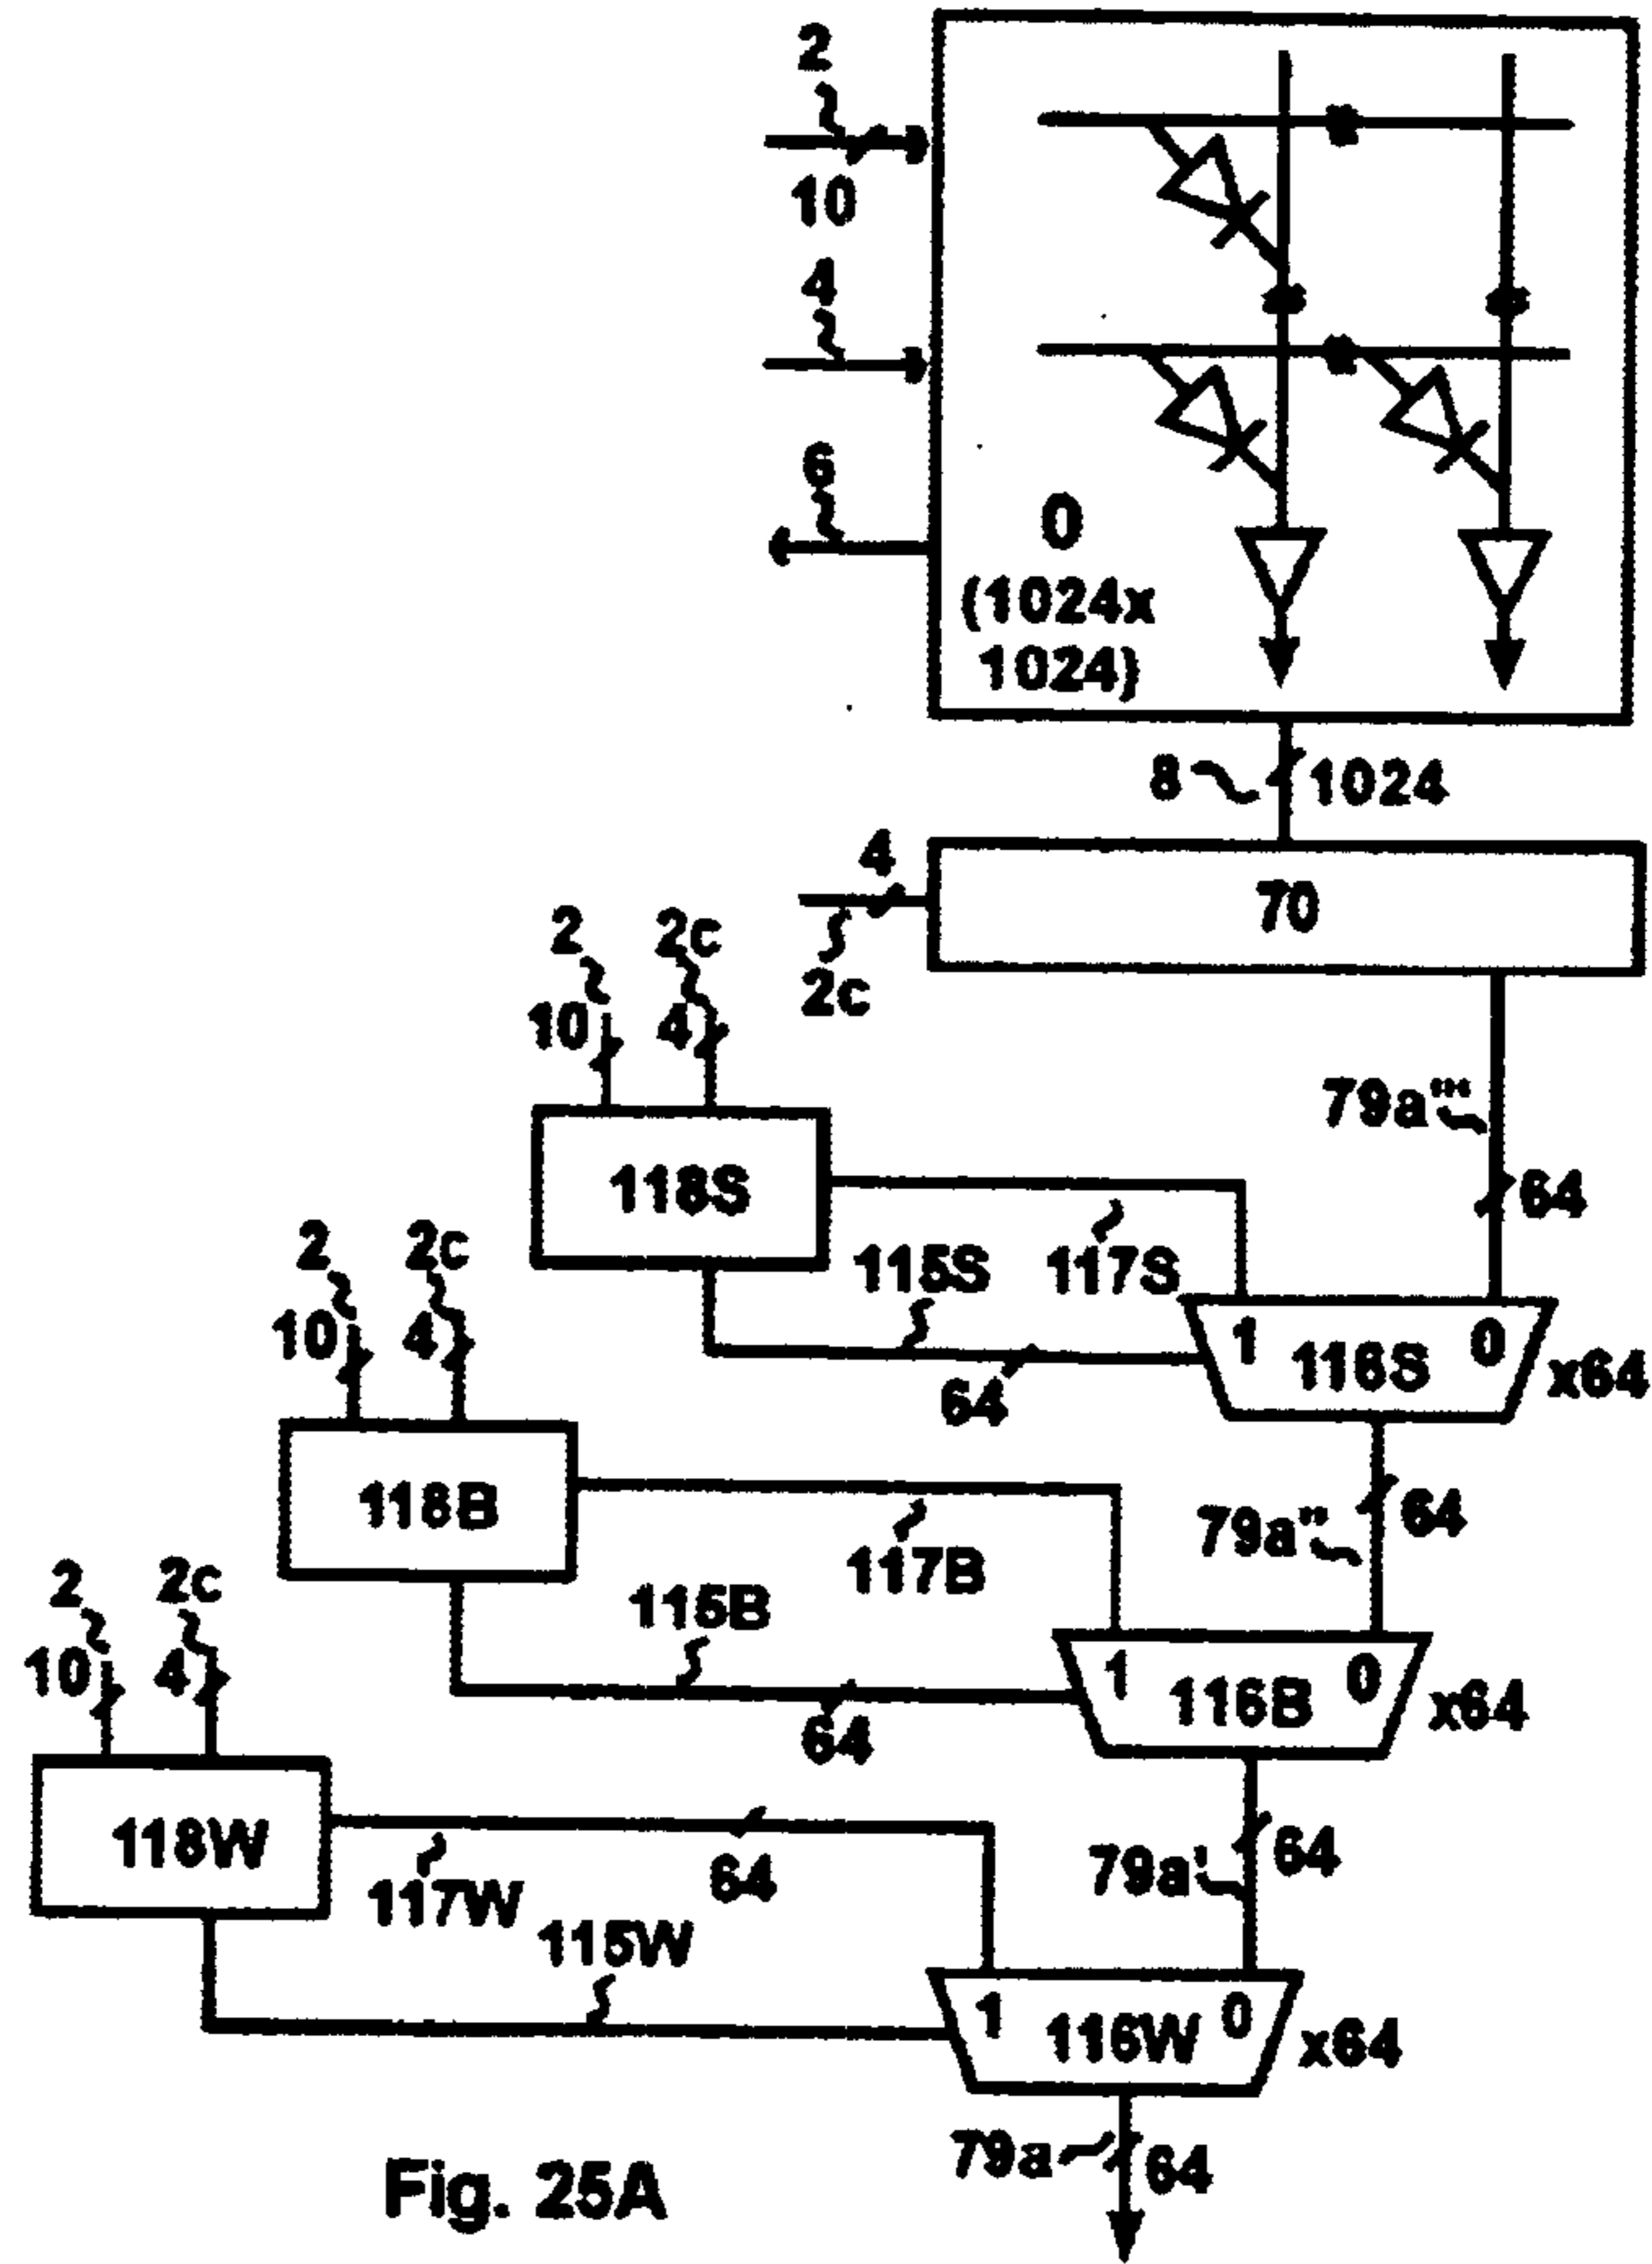 2
10
4
6
0
(1024x
1024)
8
1024
4
70
2c
2
2c
10
4
79a''''
118S
64
115S
117S
2
2c
10
4
1
116S
0
x64
64
118B
79a''
64
117B
115B
2
2c
10
4
1
116B
0
x64
64
118W
79a'
64
117W
64
115W
1
116W
0
x64
79a
64
Fig. 25A